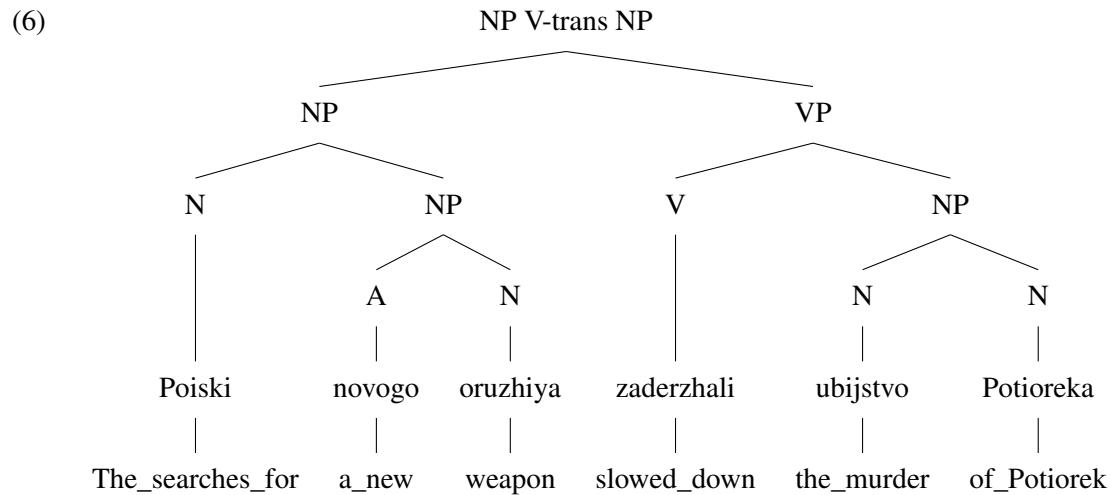 (6) NP V-trans NP
NP VP
N NP V NP
A N N N
Poiski novogo oruzhiya zaderzhali ubijstvo Potioreka
The_searches_for a_new weapon slowed_down the_murder of_Potiorek